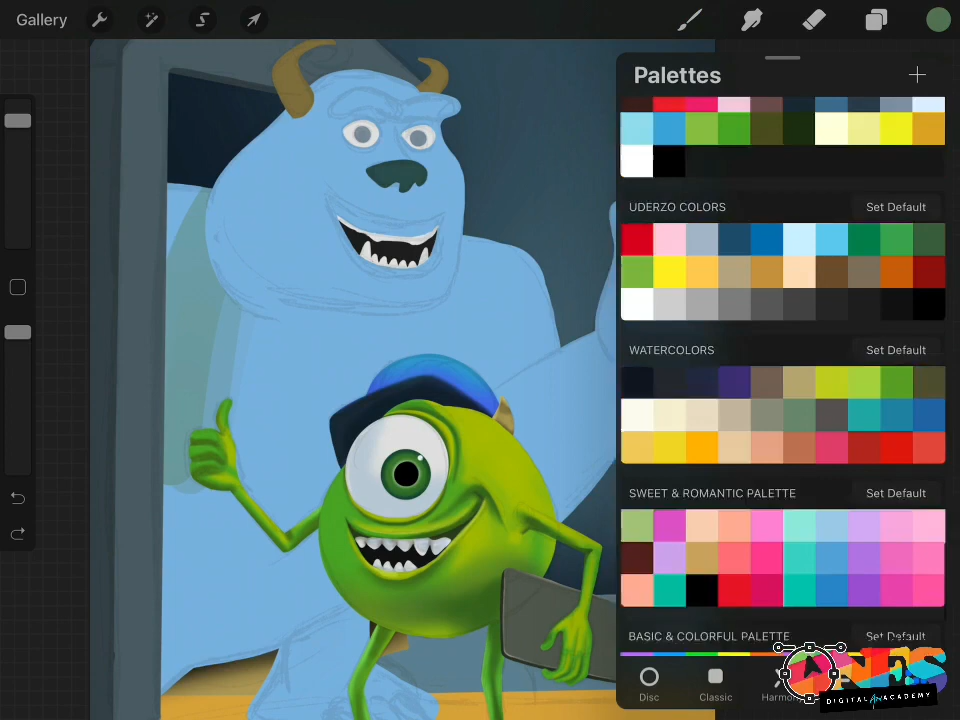 Gallery
Palettes
UDERZO COLORS
Set Default
WATERCOLORS
Set Default
SWEET & ROMANTIC PALETTE
Set Default
BASIC & COLORFUL PALETTE
Set Default
Disc
Classic
DIGITAL ACADEMY